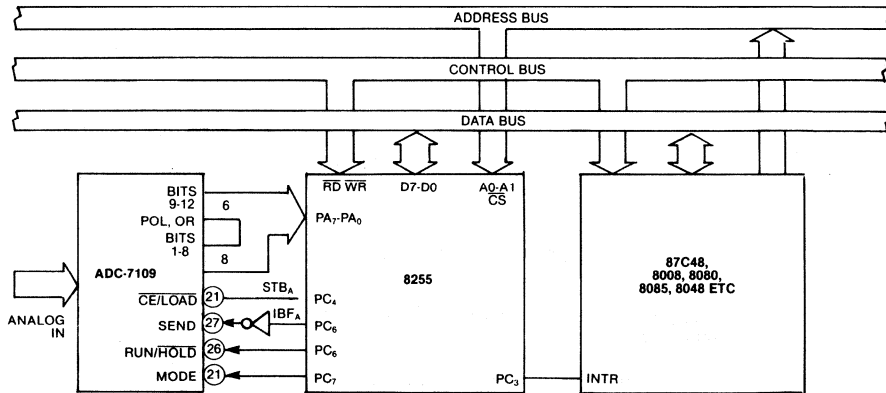 ADDRESS BUS
CONTROL BUS
DATA BUS
RD WR
D7-D0
A0-A1
CS
BITS
9-12
6
POL, OR
BITS
1-8
8
PA7-PA0
ADC-7109
8255
87C48,
8008, 8080,
8085, 8048 ETC
ANALOG
IN
CE/LOAD
21
STBA
PC4
SEND
27
IBFA
PC6
RUN/HOLD
26
PC6
MODE
21
PC7
PC3
INTR